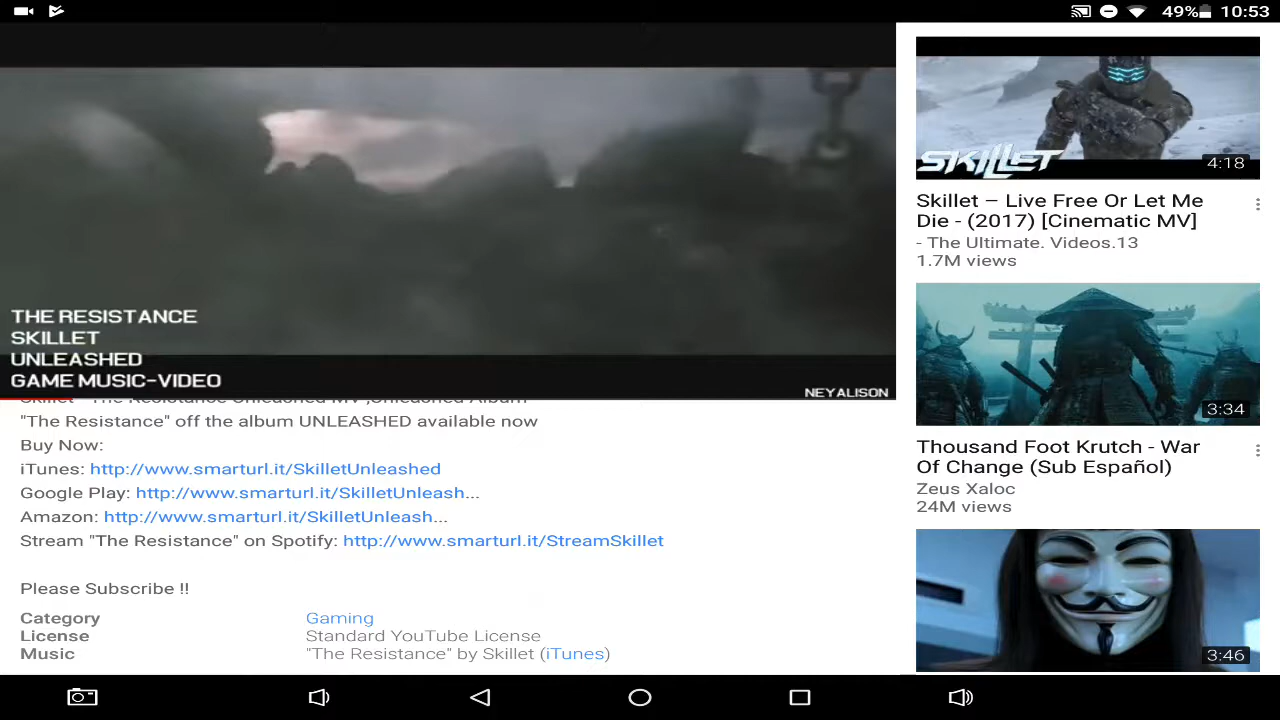 49% 10:53
THE RESISTANCE
SKILLET
UNLEASHED
GAME MUSIC-VIDEO
NEYALISON
"The Resistance" off the album UNLEASHED available now
Buy Now:
iTunes: http://www.smarturl.it/SkilletUnleashed
Google Play: http://www.smarturl.it/SkilletUnleash...
Amazon: http://www.smarturl.it/SkilletUnleash...
Stream "The Resistance" on Spotify: http://www.smarturl.it/StreamSkillet
Please Subscribe !!
Category Gaming
License Standard YouTube License
Music "The Resistance" by Skillet (iTunes)
SKILLET
4:18
Skillet – Live Free Or Let Me
Die - (2017) [Cinematic MV]
- The Ultimate. Videos.13
1.7M views
3:34
Thousand Foot Krutch - War
Of Change (Sub Español)
Zeus Xaloc
24M views
3:46